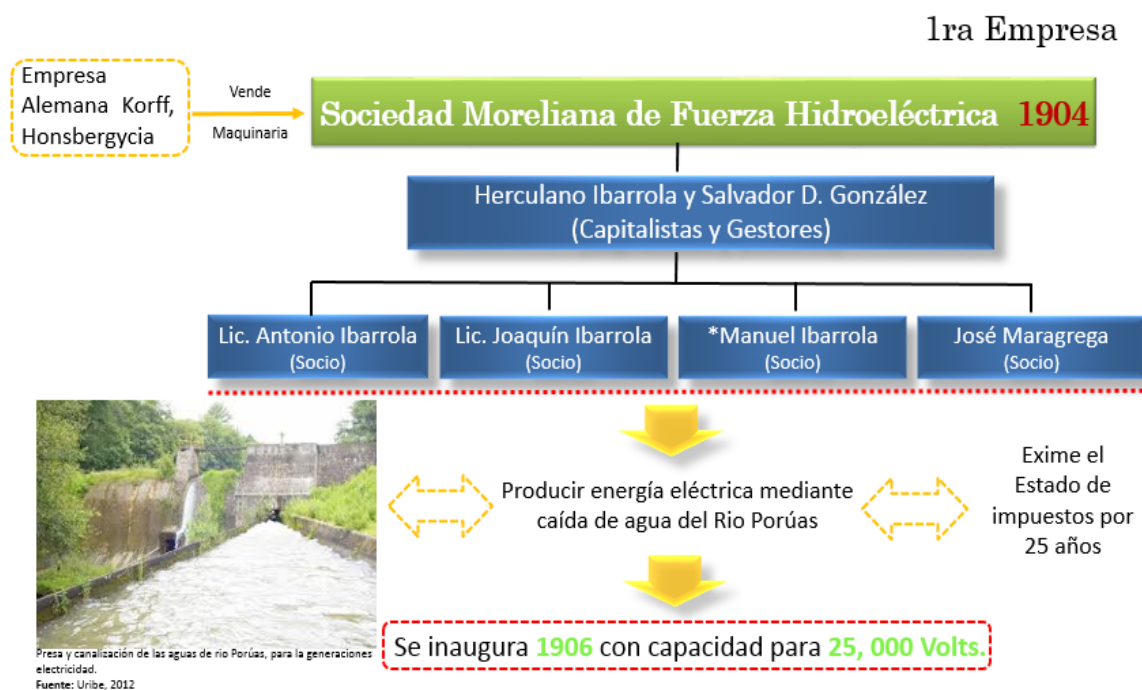 1ra Empresa
Empresa
Alemana Korff,
Honsbergycia
Vende
Maquinaria
Sociedad Moreliana de Fuerza Hidroeléctrica 1904
Herculano Ibarrola y Salvador D. González
(Capitalistas y Gestores)
Lic. Antonio Ibarrola
(Socio)
Lic. Joaquín Ibarrola
(Socio)
*Manuel Ibarrola
(Socio)
José Maragrega
(Socio)
Producir energía eléctrica mediante
caída de agua del Rio Porúas
Exime el
Estado de
impuestos por
25 años
Se inaugura 1906 con capacidad para 25, 000 Volts.
Presa y canalización de las aguas de rio Porúas, para la generaciones
electricidad.
Fuente: Uribe, 2012